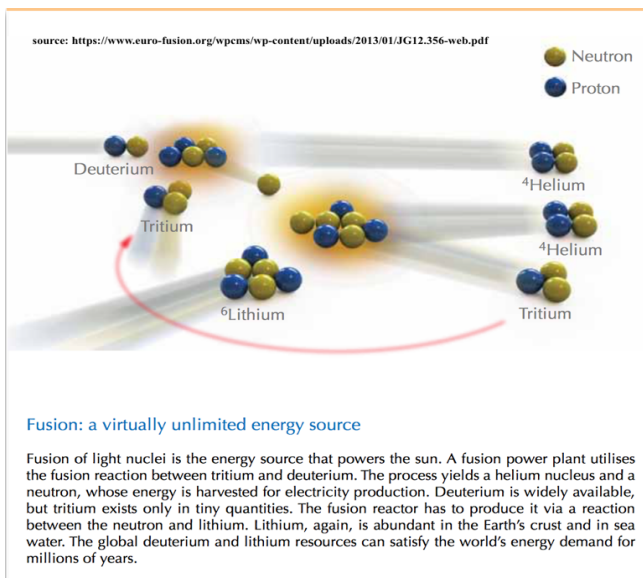 source: https://www.euro-fusion.org/wpcms/wp-content/uploads/2013/01/JG12.356-web.pdf
Neutron
Proton
Deuterium
⁴Helium
Tritium
⁴Helium
⁶Lithium
Tritium
Fusion: a virtually unlimited energy source
Fusion of light nuclei is the energy source that powers the sun. A fusion power plant utilises
the fusion reaction between tritium and deuterium. The process yields a helium nucleus and a
neutron, whose energy is harvested for electricity production. Deuterium is widely available,
but tritium exists only in tiny quantities. The fusion reactor has to produce it via a reaction
between the neutron and lithium. Lithium, again, is abundant in the Earth’s crust and in sea
water. The global deuterium and lithium resources can satisfy the world’s energy demand for
millions of years.